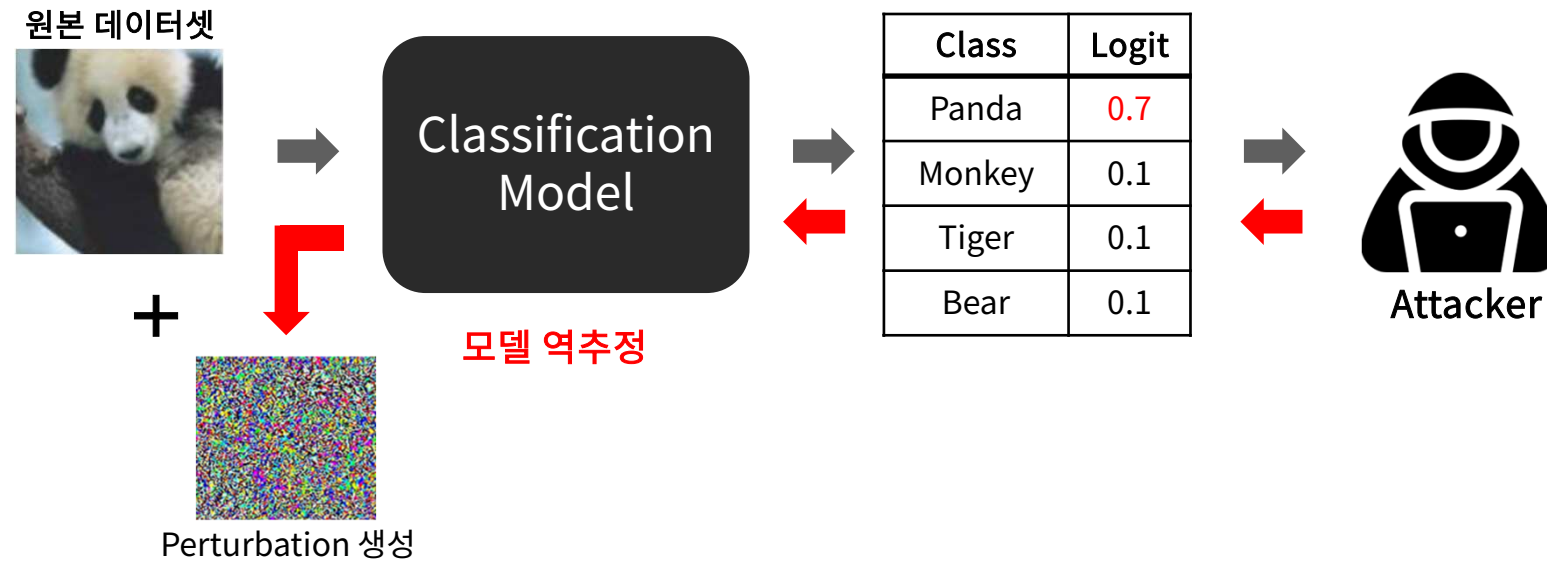 원본 데이터셋
Classification
Model
모델 역추정
+
Perturbation 생성
Class Logit
Panda 0.7
Monkey 0.1
Tiger 0.1
Bear 0.1
Attacker